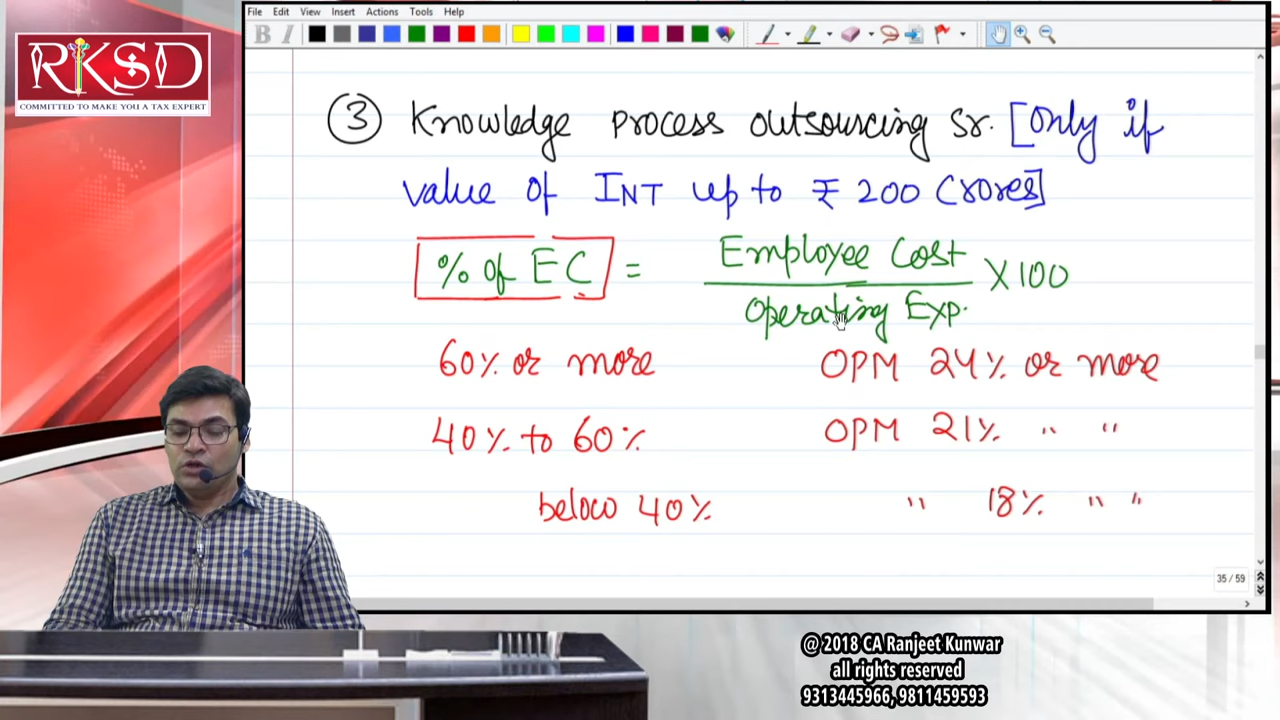 File Edit View Insert Actions Tools Help
RKSD
COMMITTED TO MAKE YOU A TAX EXPERT
B I
③ Knowledge process outsourcing Sr. [only if
value of INT up to ₹ 200 Crores]
% of EC = Employee Cost
Operating Exp. X 100
60% or more OPM 24% or more
40% to 60% OPM 21% " "
below 40% " 18% " "
35 / 59
@ 2018 CA Ranjeet Kunwar
all rights reserved
9313445966, 9811459593